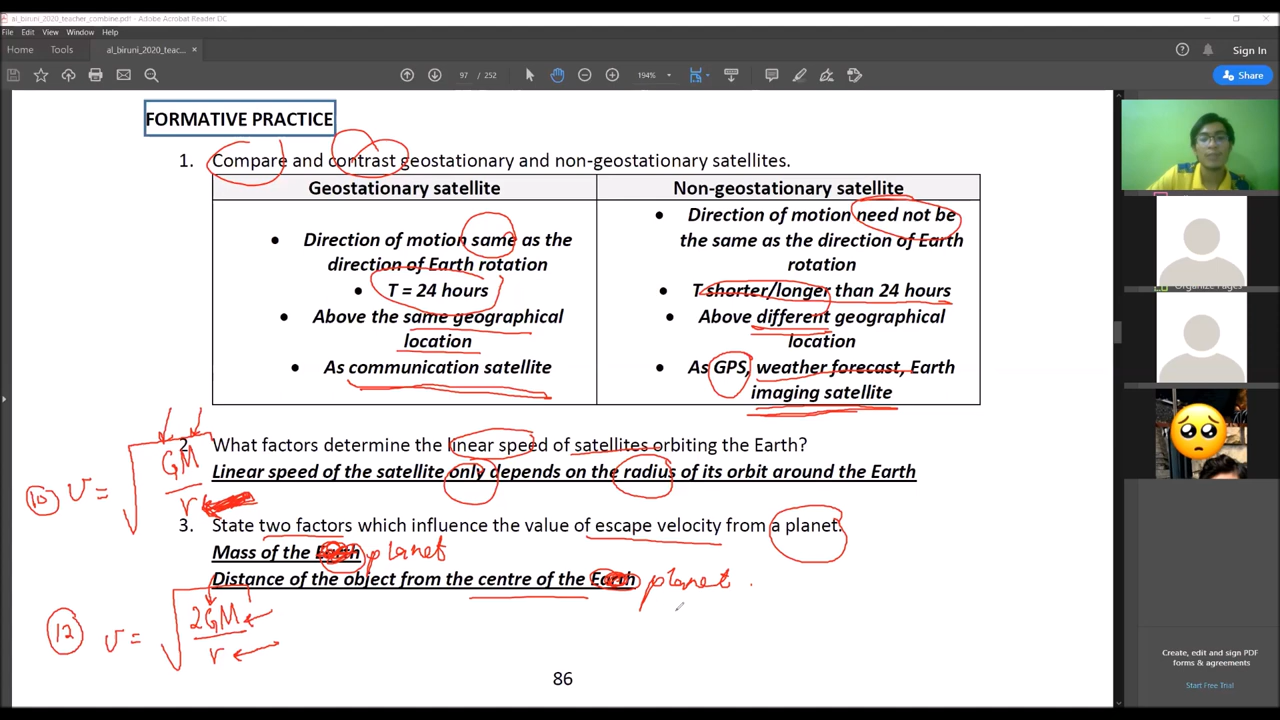 al_biruni_2020_teacher_combine.pdf - Adobe Acrobat Reader DC
File Edit View Window Help
Home Tools al_biruni_2020_teac... × Sign In
97 / 252 194% Share
FORMATIVE PRACTICE
1. Compare and contrast geostationary and non-geostationary satellites.
Geostationary satellite
• Direction of motion same as the
direction of Earth rotation
• T = 24 hours
• Above the same geographical
location
• As communication satellite
Non-geostationary satellite
• Direction of motion need not be
the same as the direction of Earth
rotation
• T shorter/longer than 24 hours
• Above different geographical
location
• As GPS, weather forecast, Earth
imaging satellite
2. What factors determine the linear speed of satellites orbiting the Earth?
Linear speed of the satellite only depends on the radius of its orbit around the Earth
10 v = √GM/r
3. State two factors which influence the value of escape velocity from a planet.
Mass of the Earth planet
Distance of the object from the centre of the Earth planet.
12 v = √2GM/r
86
Organize Pages
Create, edit and sign PDF
forms & agreements
Start Free Trial